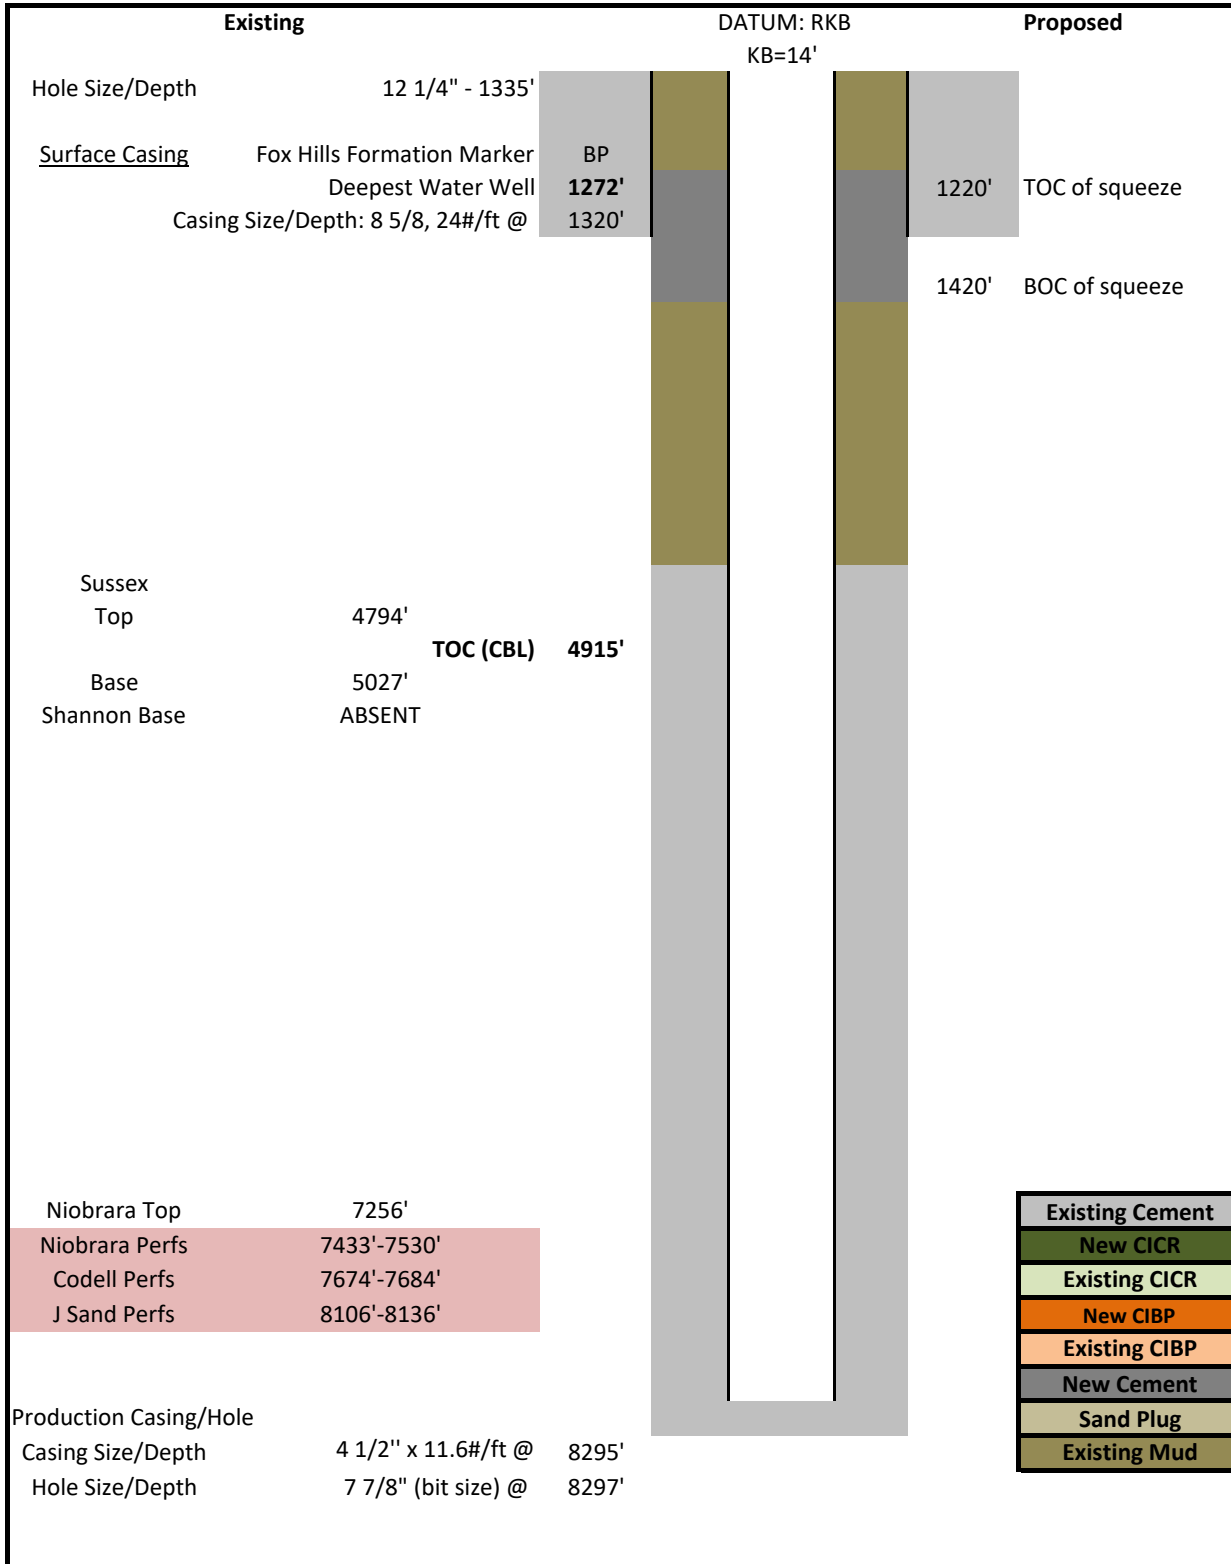 Existing DATUM: RKB Proposed
KB=14'
Hole Size/Depth 12 1/4" - 1335'
Surface Casing Fox Hills Formation Marker BP
Deepest Water Well 1272' 1220' TOC of squeeze
Casing Size/Depth: 8 5/8, 24#/ft @ 1320'
1420' BOC of squeeze
Sussex
Top 4794'
TOC (CBL) 4915'
Base 5027'
Shannon Base ABSENT
Niobrara Top 7256' Existing Cement
Niobrara Perfs 7433'-7530' New CICR
Codell Perfs 7674'-7684' Existing CICR
J Sand Perfs 8106'-8136' New CIBP
Existing CIBP
New Cement
Production Casing/Hole Sand Plug
Casing Size/Depth 4 1/2'' x 11.6#/ft @ 8295' Existing Mud
Hole Size/Depth 7 7/8" (bit size) @ 8297'